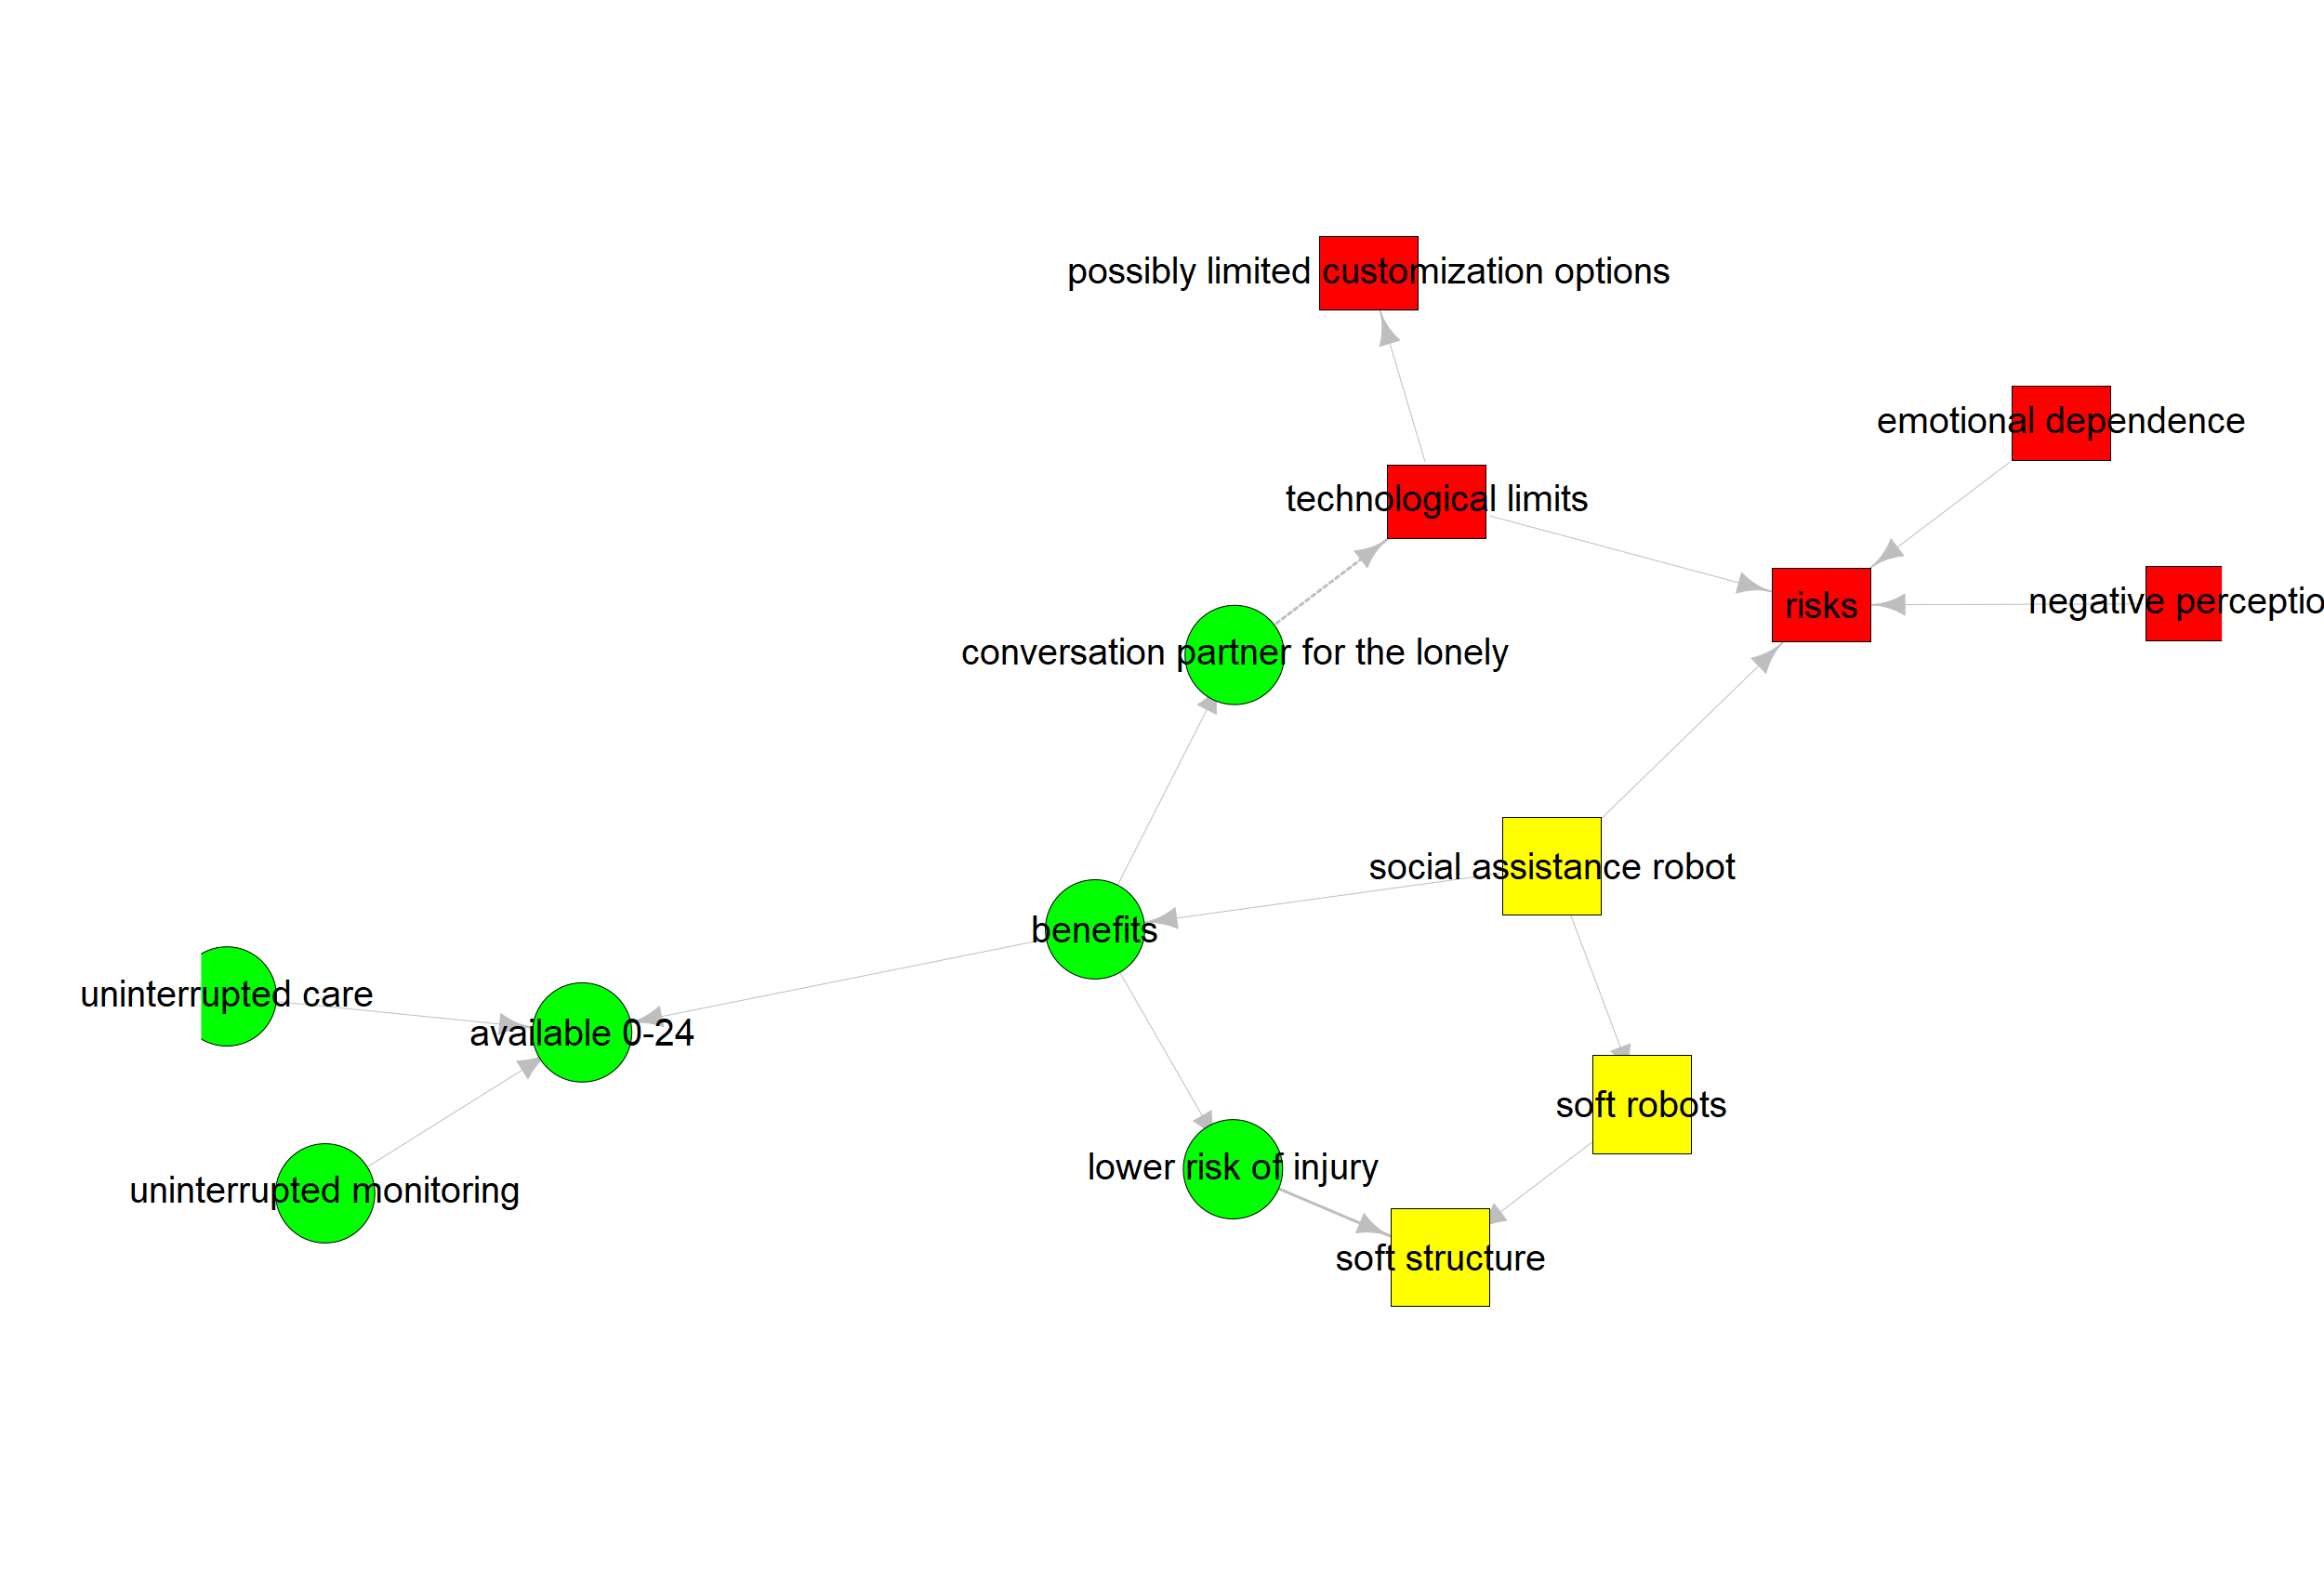 possibly limited customization options
emotional dependence
technological limits
risks
negative perceptio
conversation partner for the lonely
social assistance robot
benefits
uninterrupted care
available 0-24
soft robots
lower risk of injury
uninterrupted monitoring
soft structure